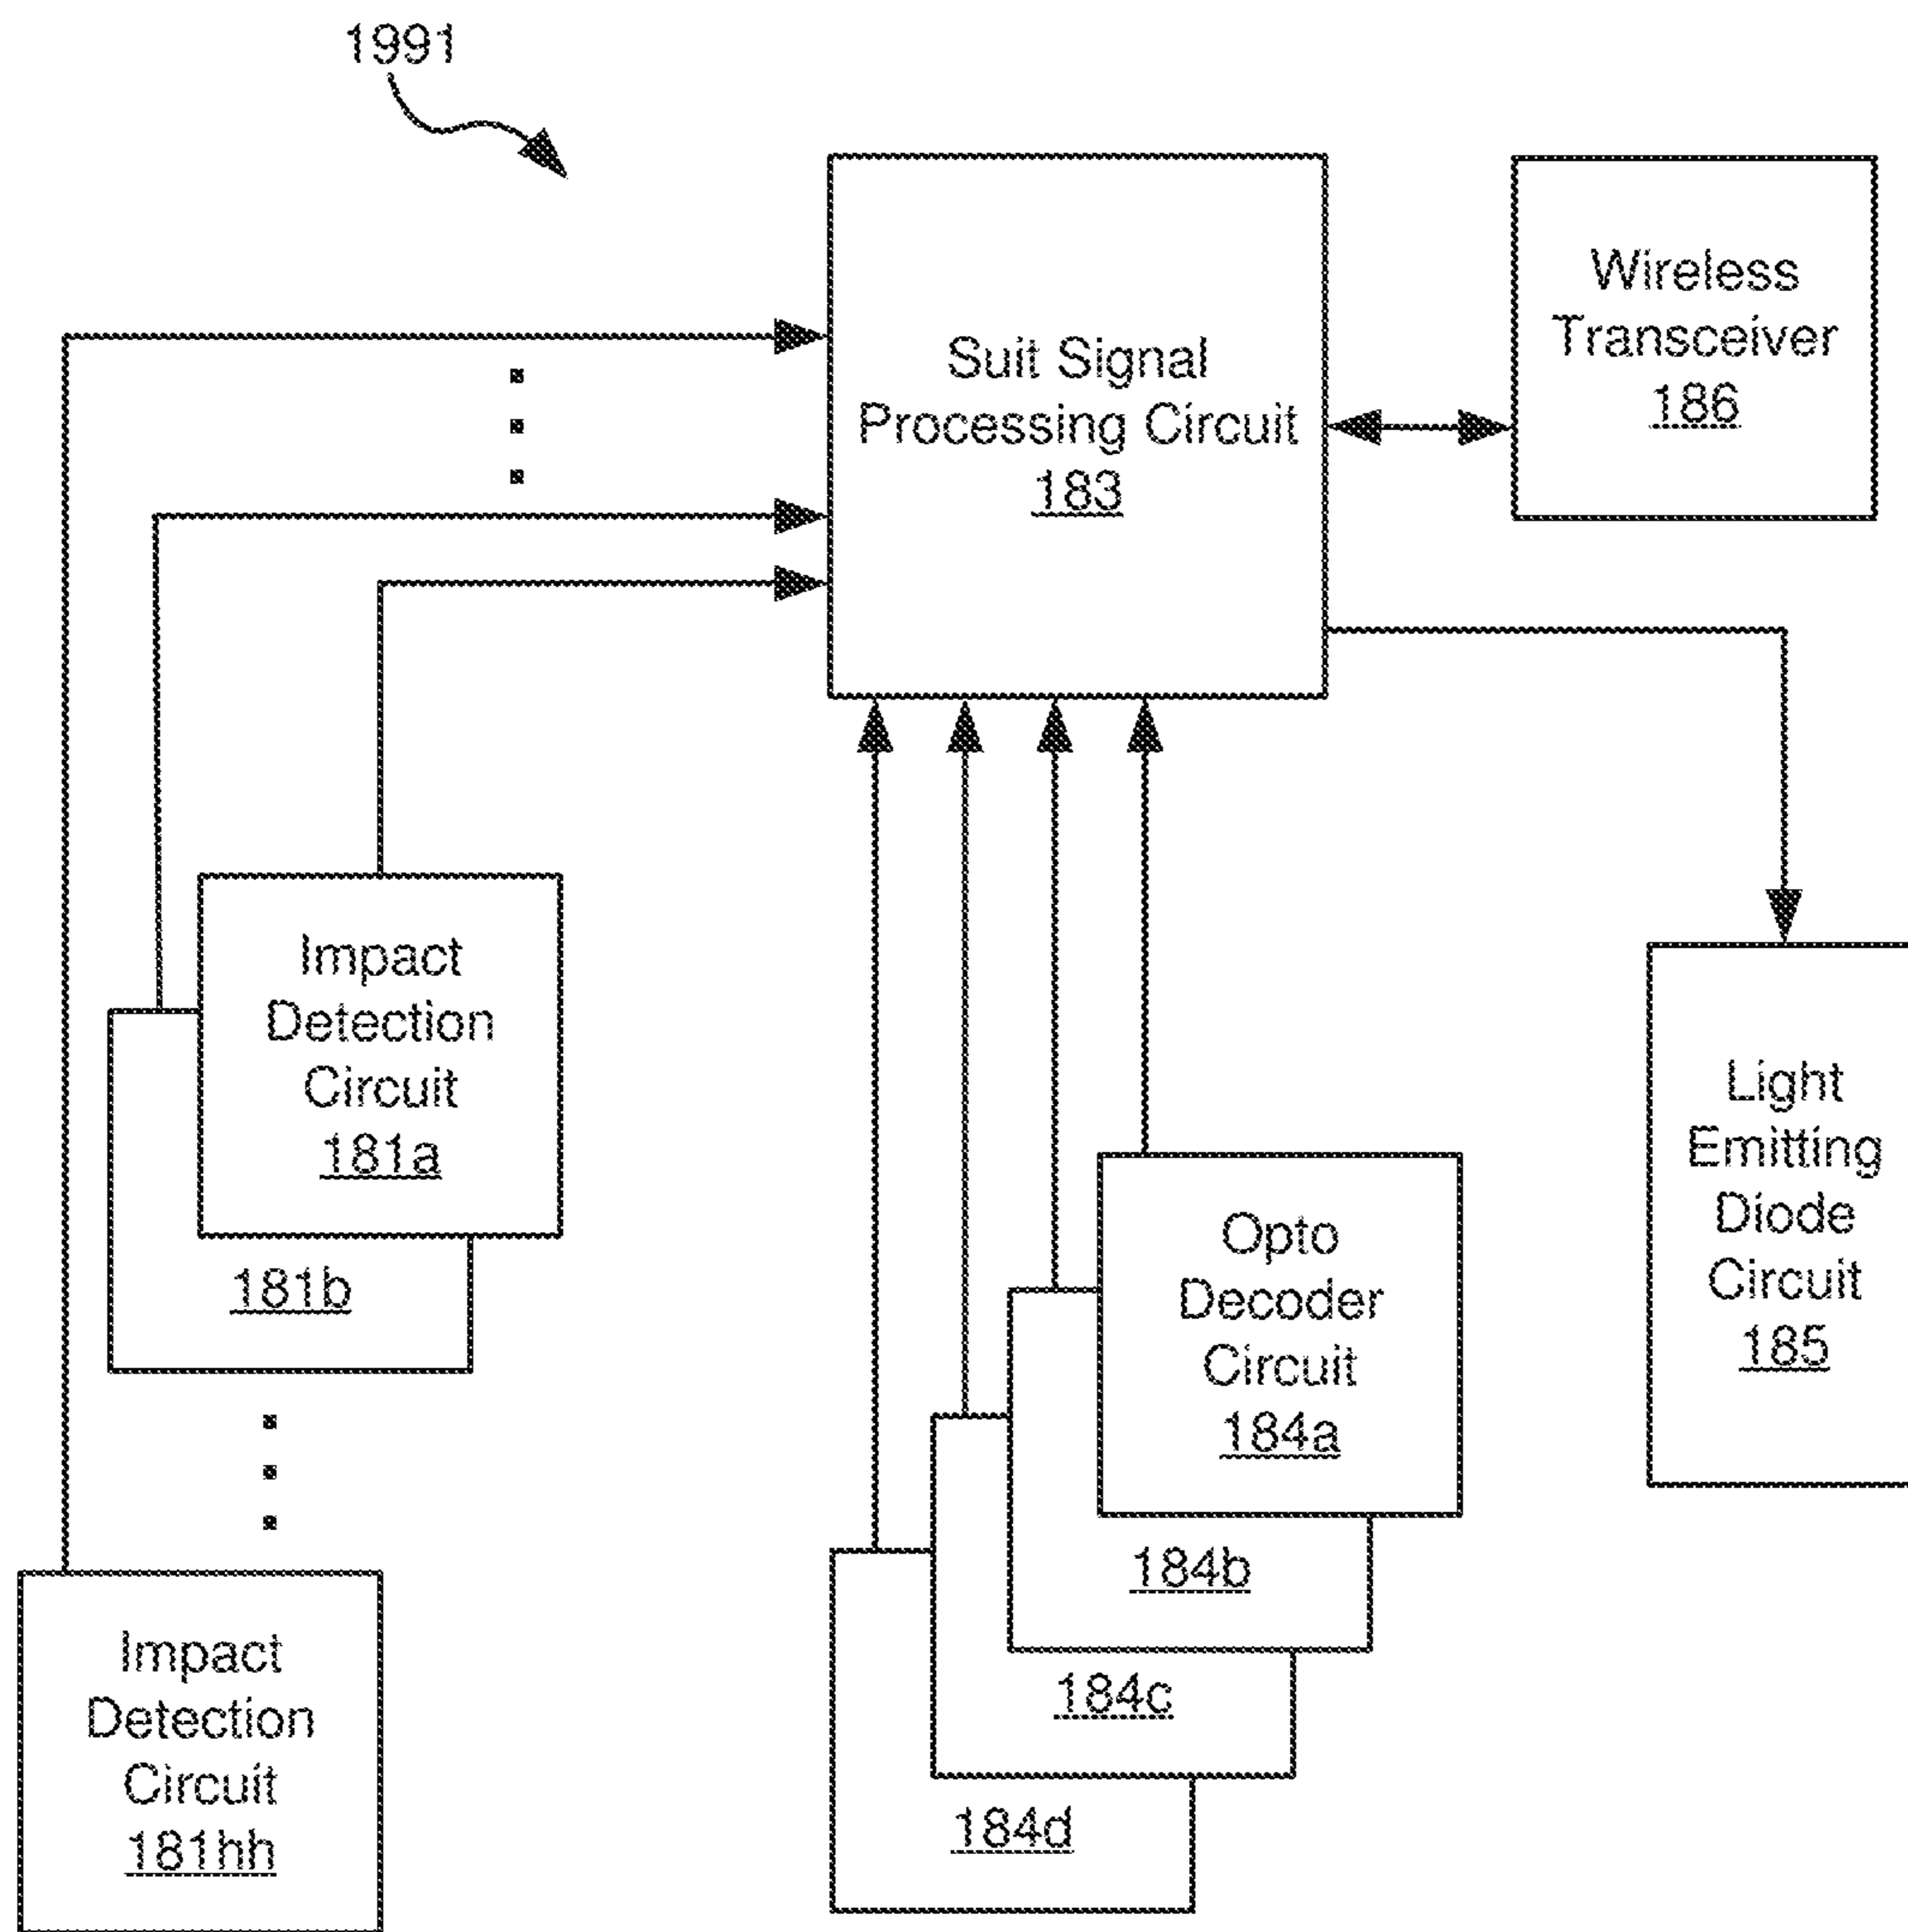 1991
Suit Signal
Processing Circuit
183
Wireless
Transceiver
186
Impact
Detection
Circuit
181a
181b
Impact
Detection
Circuit
181hh
Opto
Decoder
Circuit
184a
184b
184c
184d
Light
Emitting
Diode
Circuit
185